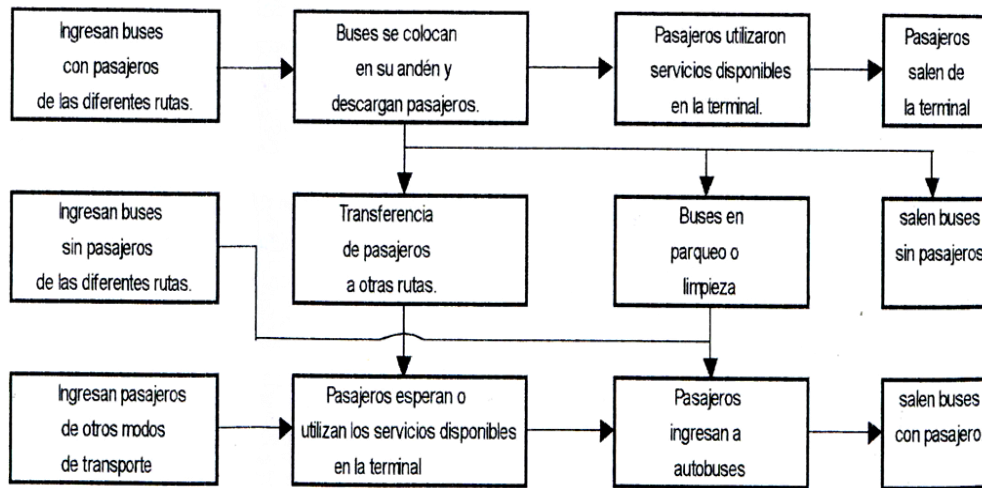 Ingresan buses
con pasajeros
de las diferentes rutas.
Buses se colocan
en su andén y
descargan pasajeros.
Pasajeros utilizaron
servicios disponibles
en la terminal.
Pasajeros
salen de
la terminal
Ingresan buses
sin pasajeros
de las diferentes rutas.
Transferencia
de pasajeros
a otras rutas.
Buses en
parqueo o
limpieza
salen buses
sin pasajeros
Ingresan pasajeros
de otros modos
de transporte
Pasajeros esperan o
utilizan los servicios disponibles
en la terminal
Pasajeros
ingresan a
autobuses
salen buses
con pasajero